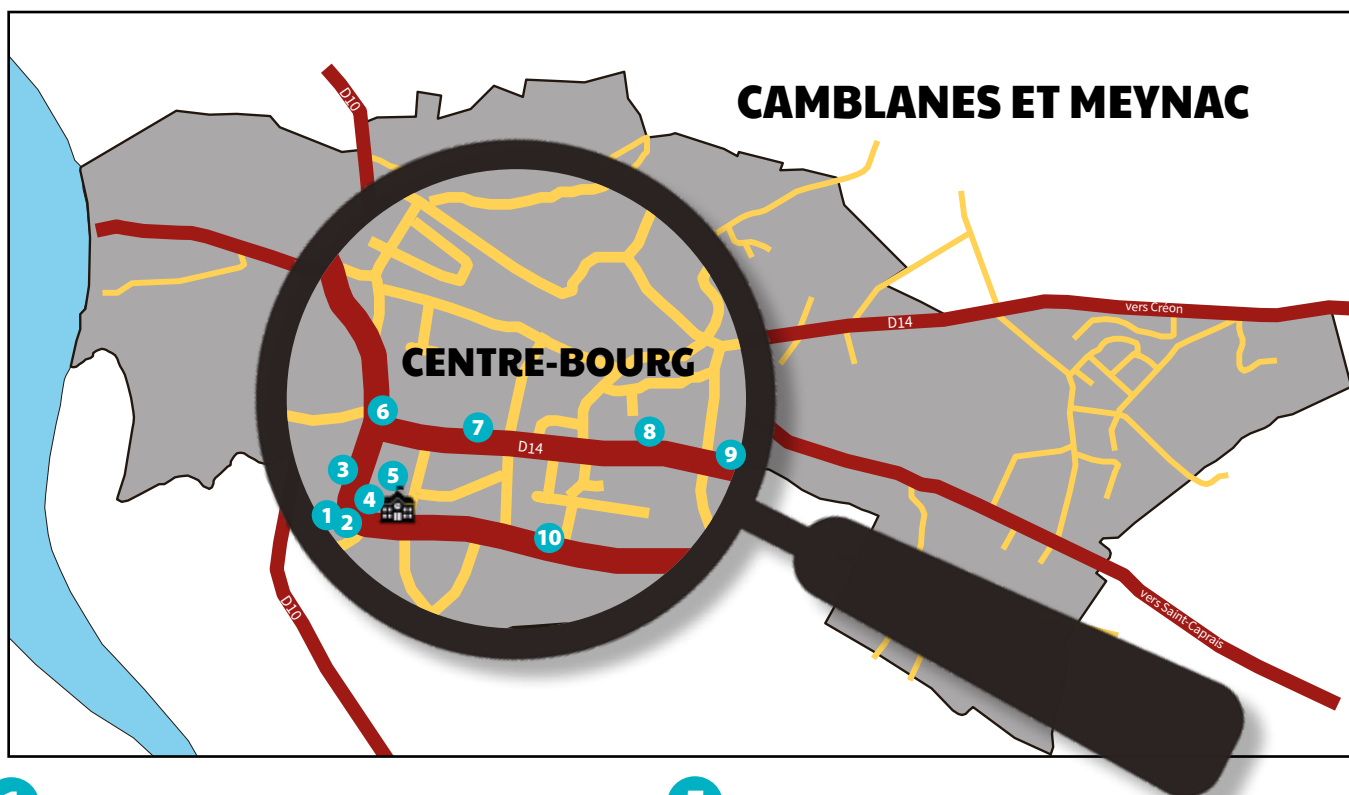 CAMBLANES ET MEYNAC
D10
D14
vers Créon
CENTRE-BOURG
6
7
8
D14
9
3
5
4
1
2
10
D10
vers Saint-Caprais